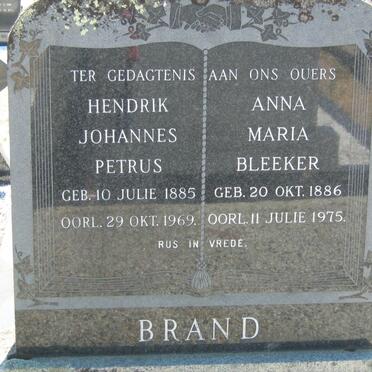 TER GEDAGTENIS AAN ONS OUERS
HENDRIK
JOHANNES
PETRUS
GEB. 10 JULIE 1885
OORL. 29 OKT. 1969.
ANNA
MARIA
BLEEKER
GEB. 20 OKT. 1886
OORL. 11 JULIE 1975.
RUS IN VREDE.
BRAND